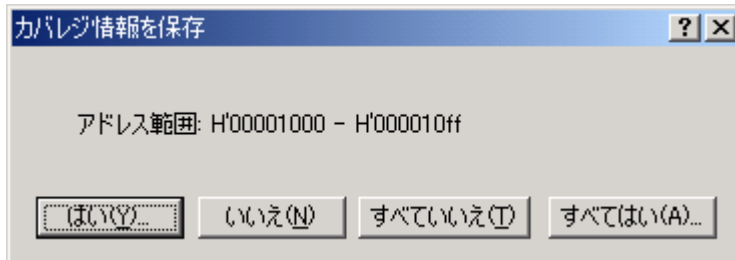 カバレジ情報を保存
アドレス範囲: H'00001000 - H'000010ff
はい(Y)... いいえ(N) すべていいえ(T) すべてはい(A)...